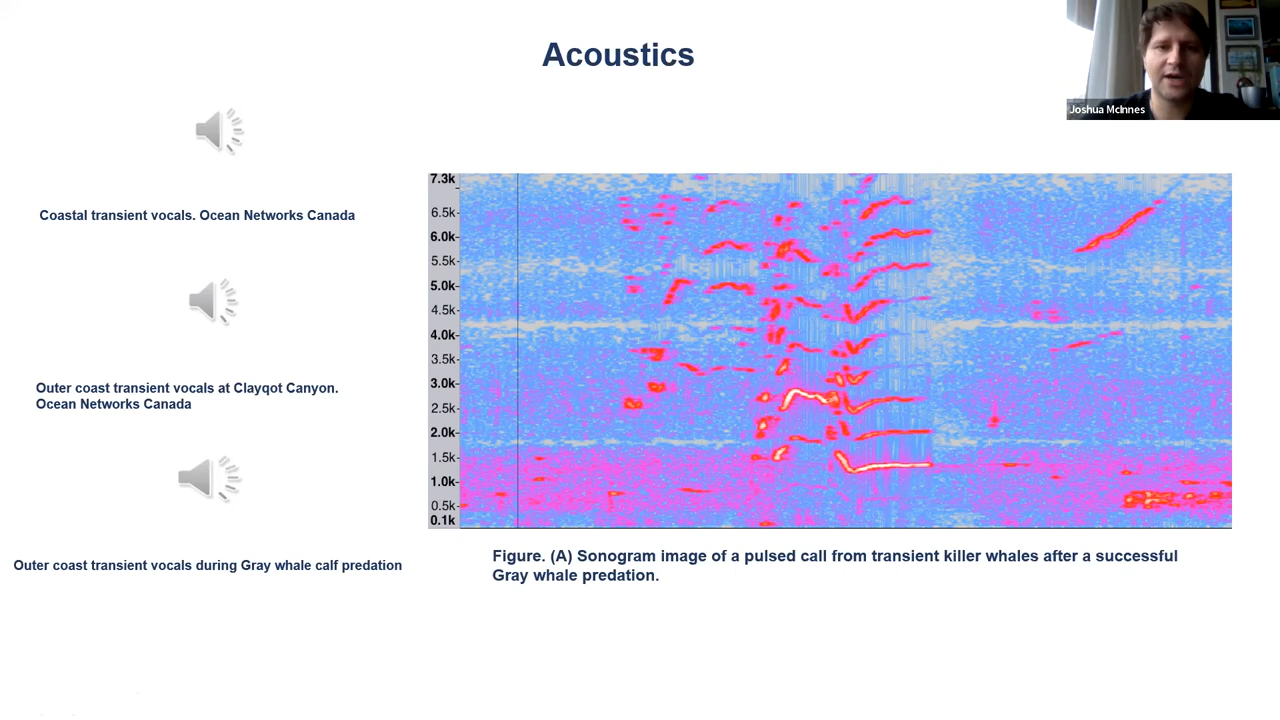 Acoustics
Joshua McInnes
Coastal transient vocals. Ocean Networks Canada
Outer coast transient vocals at Clayqot Canyon.
Ocean Networks Canada
Outer coast transient vocals during Gray whale calf predation
7.3k
6.5k
6.0k
5.5k
5.0k
4.5k
4.0k
3.5k
3.0k
2.5k
2.0k
1.5k
1.0k
0.5k
0.1k
Figure. (A) Sonogram image of a pulsed call from transient killer whales after a successful
Gray whale predation.